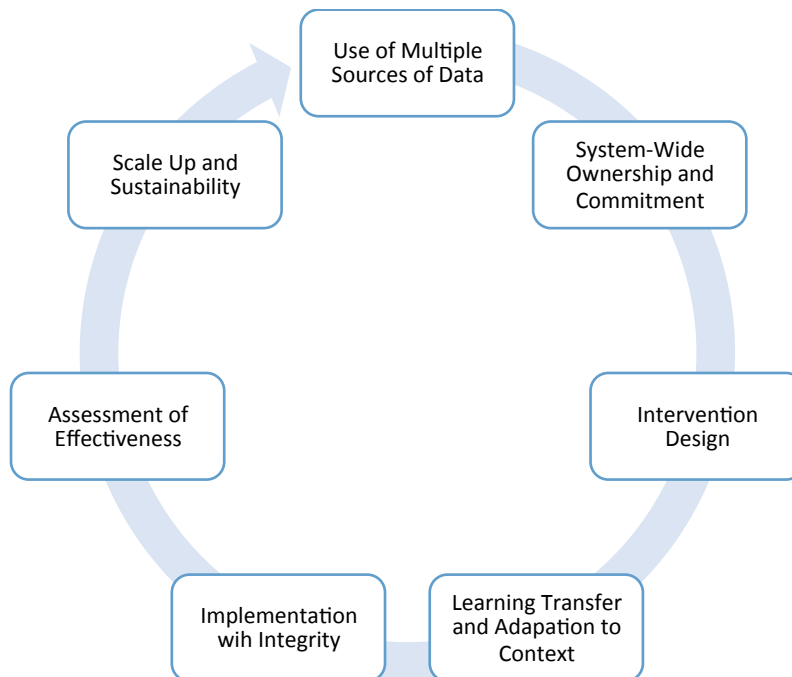 Use of Multiple
Sources of Data
System-Wide
Ownership and
Commitment
Intervention
Design
Learning Transfer
and Adapation to
Context
Implementation
wih Integrity
Assessment of
Effectiveness
Scale Up and
Sustainability